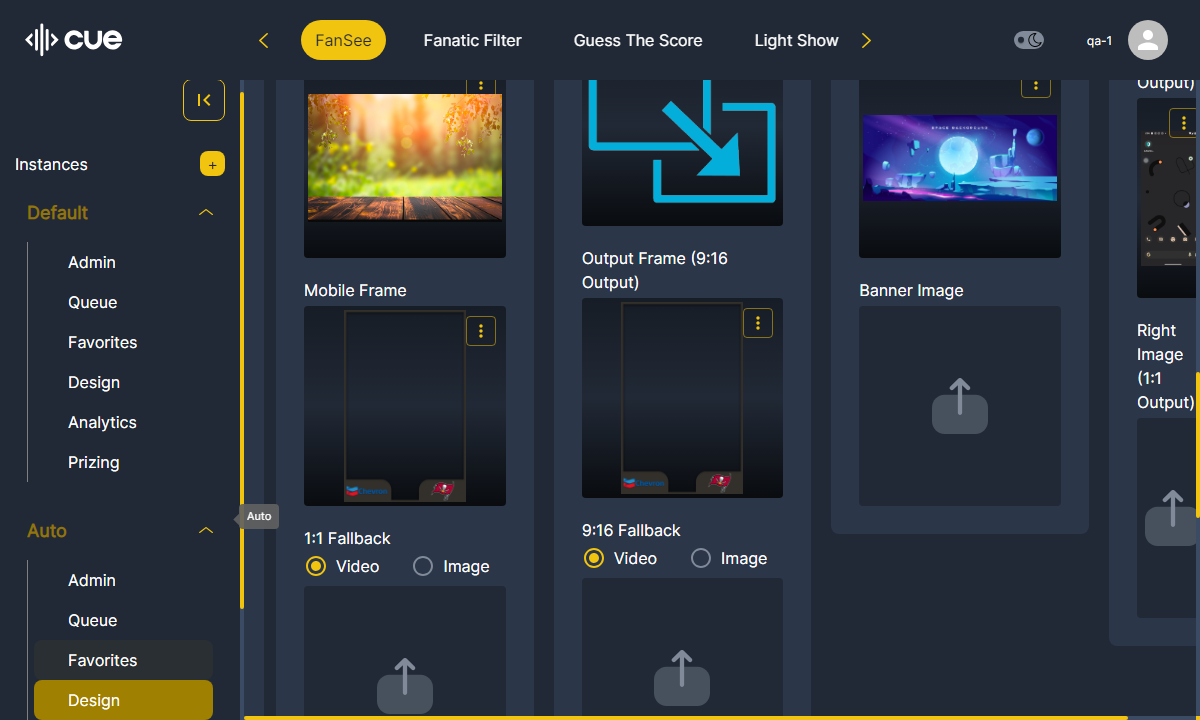 cue
FanSee
Fanatic Filter
Guess The Score
Light Show
qa-1
Instances
+
Default
Admin
Queue
Favorites
Design
Analytics
Prizing
Auto
Auto
Admin
Queue
Favorites
Design
Mobile Frame
1:1 Fallback
Video
Image
Output Frame (9:16
Output)
9:16 Fallback
Video
Image
SPACE BACKGROUND
Banner Image
Output)
Right
Image
(1:1
Output)